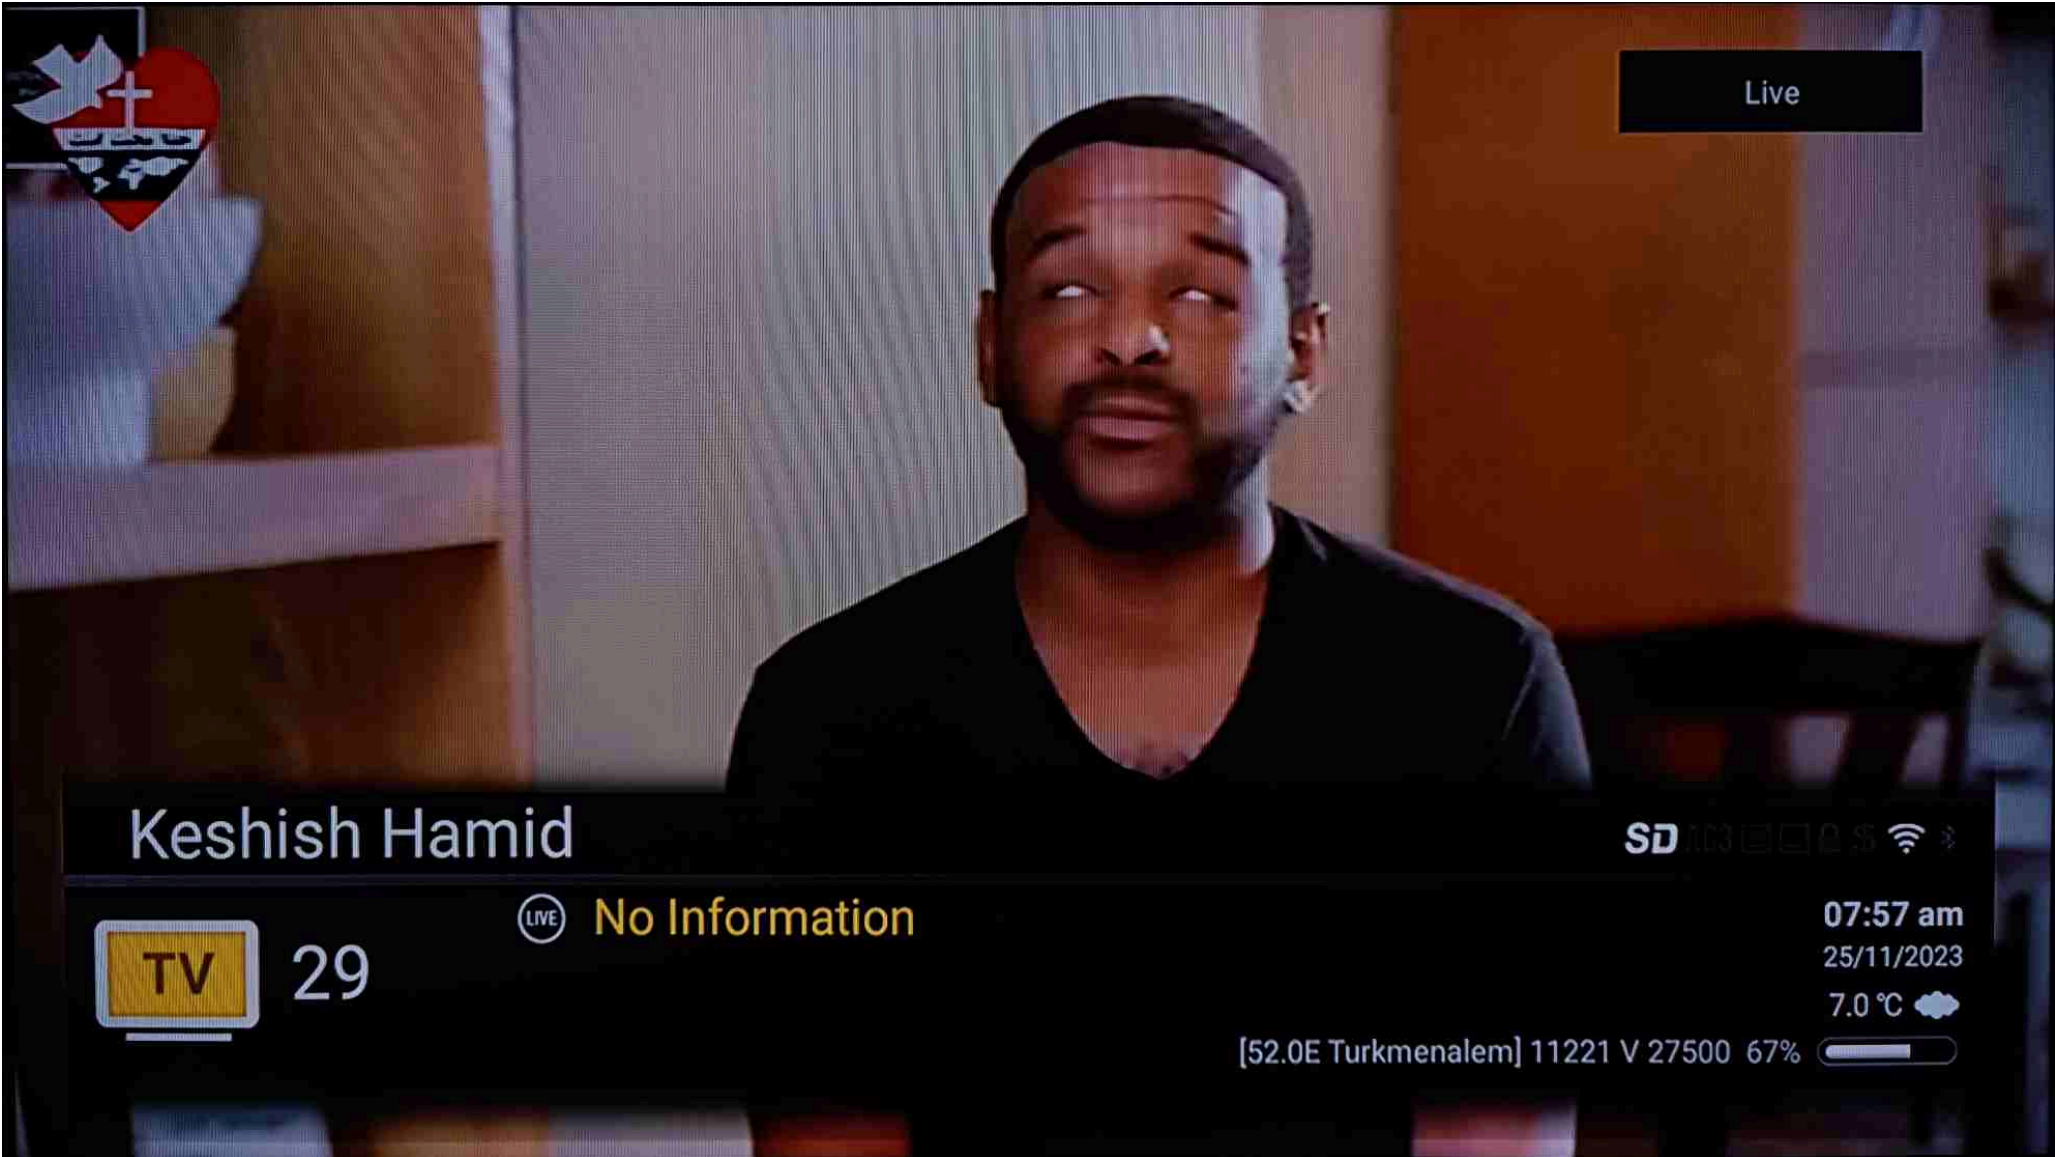 Live
Keshish Hamid
SD
LIVE No Information
TV 29
07:57 am
25/11/2023
7.0 °C
[52.0E Turkmenalem] 11221 V 27500 67%